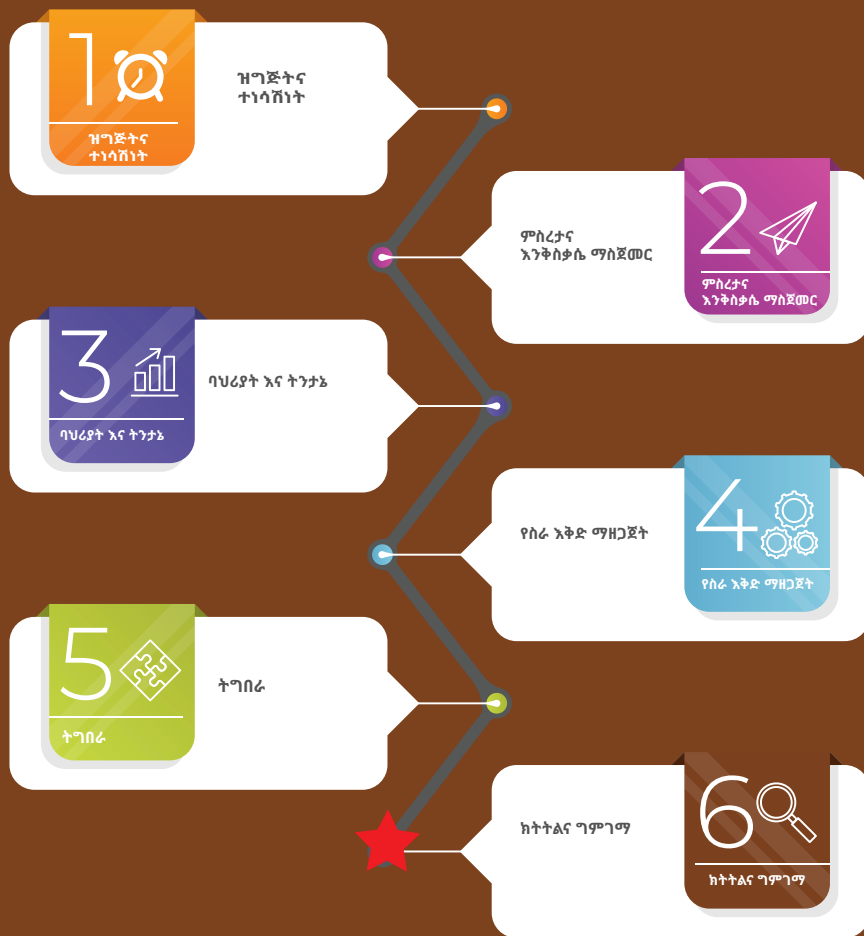 1
ዝግጅትና
ተነሳሽነት
ዝግጅትና
ተነሳሽነት
2
ምስረታና
እንቅስቃሴ ማስጀመር
ምስረታና
እንቅስቃሴ ማስጀመር
3
ባህሪያት እና ትንታኔ
ባህሪያት እና ትንታኔ
4
የስራ እቅድ ማዘጋጀት
የስራ እቅድ ማዘጋጀት
5
ትግበራ
ትግበራ
6
ክትትልና ግምገማ
ክትትልና ግምገማ